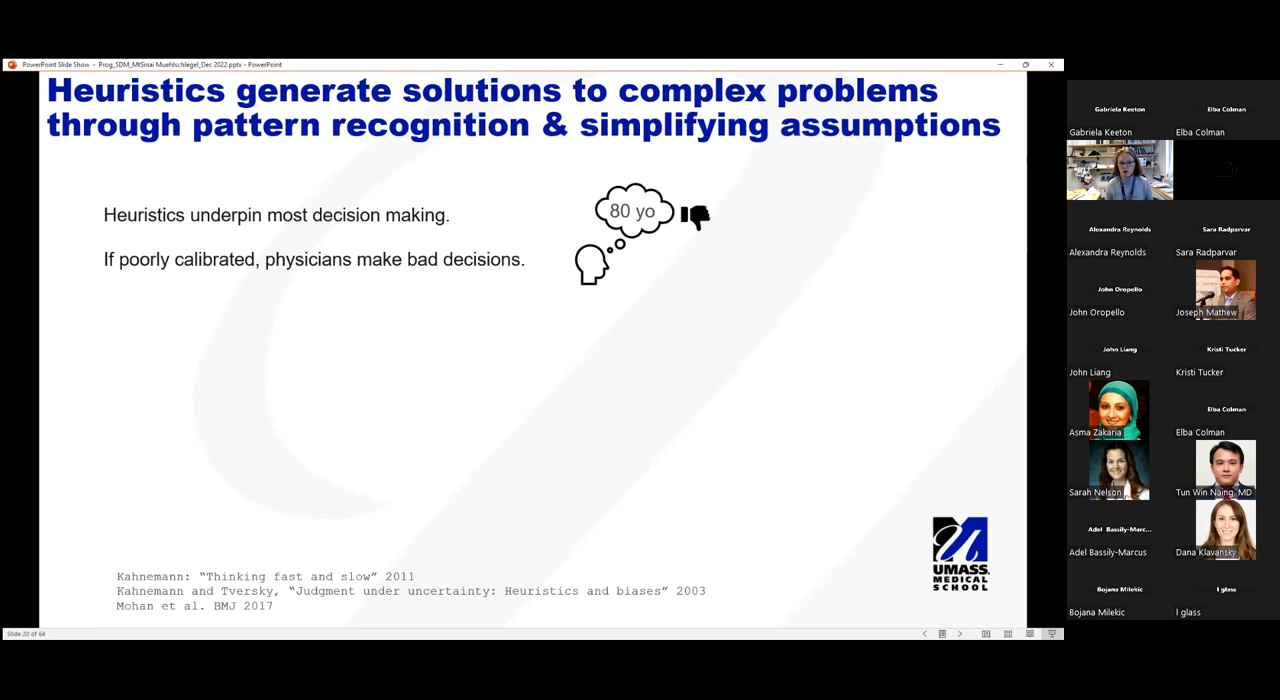 PowerPoint Slide Show - Prog_SDM_MtSinai Muehlschlegel_Dec 2022.pptx - PowerPoint
Heuristics generate solutions to complex problems
through pattern recognition & simplifying assumptions
Heuristics underpin most decision making.
80 yo
If poorly calibrated, physicians make bad decisions.
UMASS
MEDICAL
SCHOOL
Kahnemann: “Thinking fast and slow” 2011
Kahnemann and Tversky, “Judgment under uncertainty: Heuristics and biases” 2003
Mohan et al. BMJ 2017
Slide 20 of 64
Gabriela Keeton
Elba Colman
Gabriela Keeton
Elba Colman
Alexandra Reynolds
Sara Radparvar
Alexandra Reynolds
Sara Radparvar
John Oropello
John Oropello
Joseph Mathew
John Liang
Kristi Tucker
John Liang
Kristi Tucker
Elba Colman
Asma Zakaria
Elba Colman
Sarah Nelson
Tun Win Naing, MD
Adel Bassily-Marc...
Adel Bassily-Marcus
Dana Klavansky
Bojana Milekic
l glass
Bojana Milekic
l glass